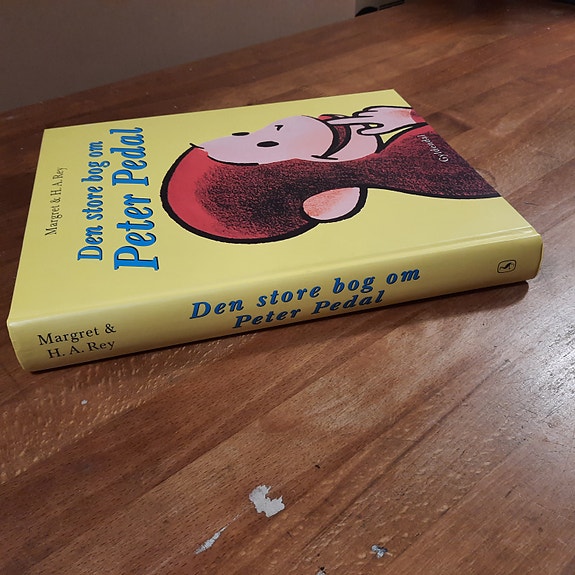 Margret & H. A. Rey
Den store bog om
Peter Pedal
Gyldendal
Margret &
H. A. Rey
Den store bog om
Peter Pedal